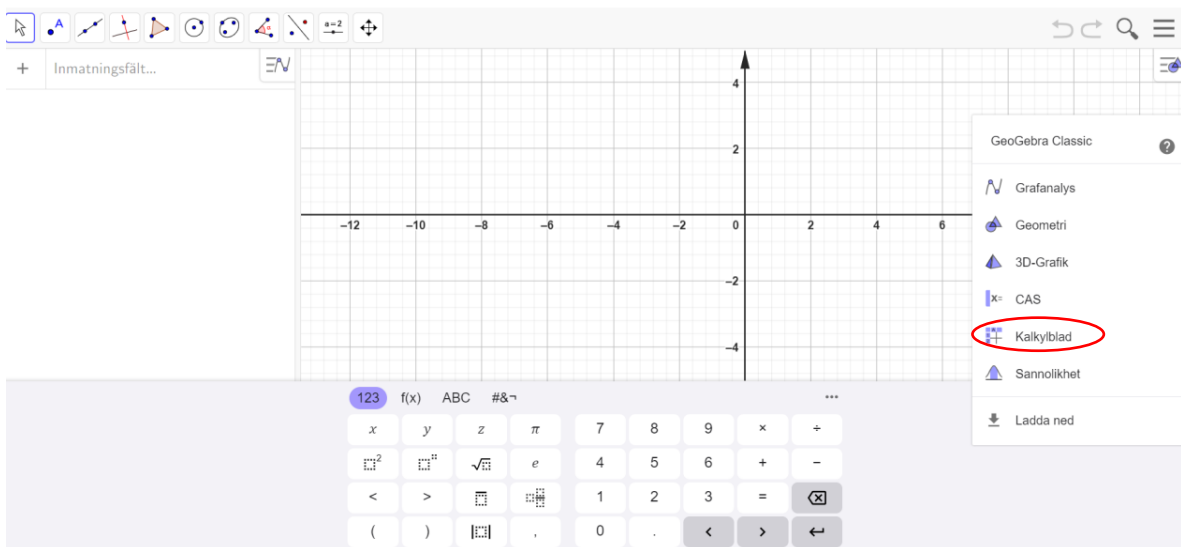 A a=2
+ Inmatningsfält...
4
2
−12 −10 −8 −6 −4 −2 0 2 4 6
−2
−4
GeoGebra Classic ?
Grafanalys
Geometri
3D-Grafik
x= CAS
Kalkylblad
Sannolikhet
Ladda ned
123 f(x) ABC #&¬ ...
x y z π 7 8 9 × ÷
□² □^□ √□ e 4 5 6 + −
< > 1 2 3 =
( ) |□| , 0 . < >